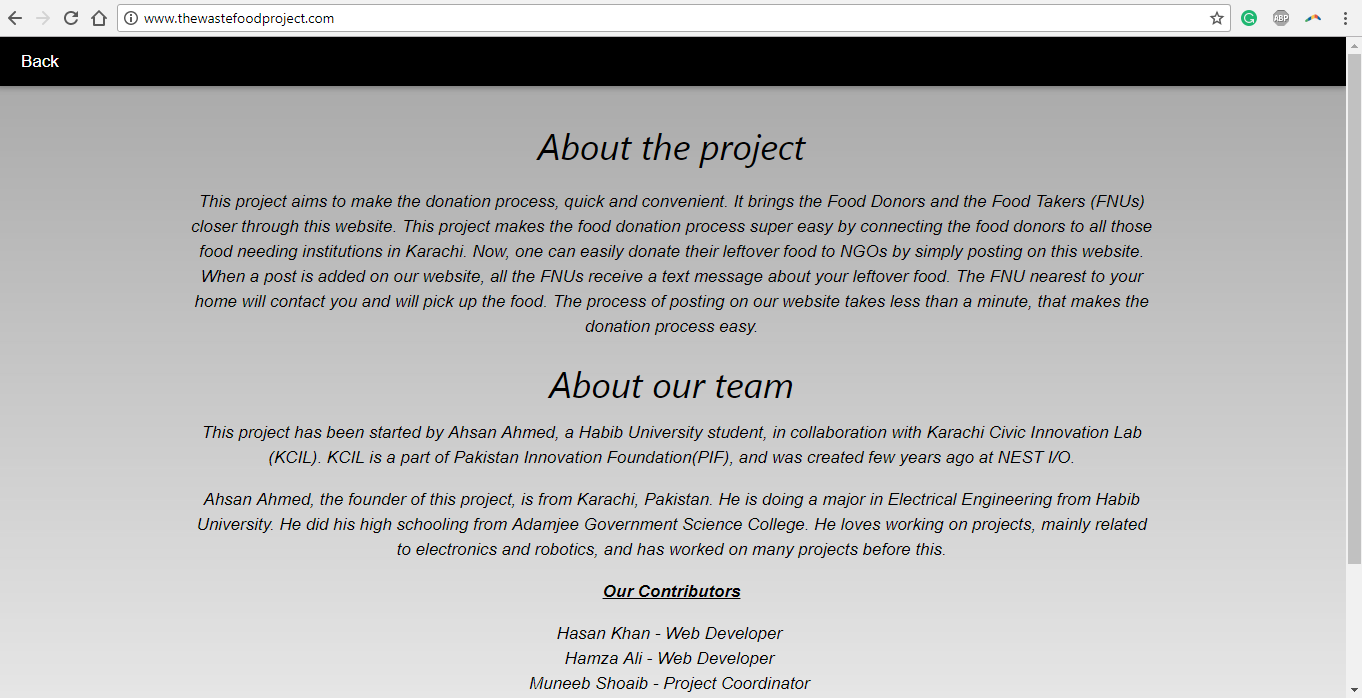 www.thewastefoodproject.com
ABP
Back
About the project
This project aims to make the donation process, quick and convenient. It brings the Food Donors and the Food Takers (FNUs)
closer through this website. This project makes the food donation process super easy by connecting the food donors to all those
food needing institutions in Karachi. Now, one can easily donate their leftover food to NGOs by simply posting on this website.
When a post is added on our website, all the FNUs receive a text message about your leftover food. The FNU nearest to your
home will contact you and will pick up the food. The process of posting on our website takes less than a minute, that makes the
donation process easy.
About our team
This project has been started by Ahsan Ahmed, a Habib University student, in collaboration with Karachi Civic Innovation Lab
(KCIL). KCIL is a part of Pakistan Innovation Foundation(PIF), and was created few years ago at NEST I/O.
Ahsan Ahmed, the founder of this project, is from Karachi, Pakistan. He is doing a major in Electrical Engineering from Habib
University. He did his high schooling from Adamjee Government Science College. He loves working on projects, mainly related
to electronics and robotics, and has worked on many projects before this.
Our Contributors
Hasan Khan - Web Developer
Hamza Ali - Web Developer
Muneeb Shoaib - Project Coordinator